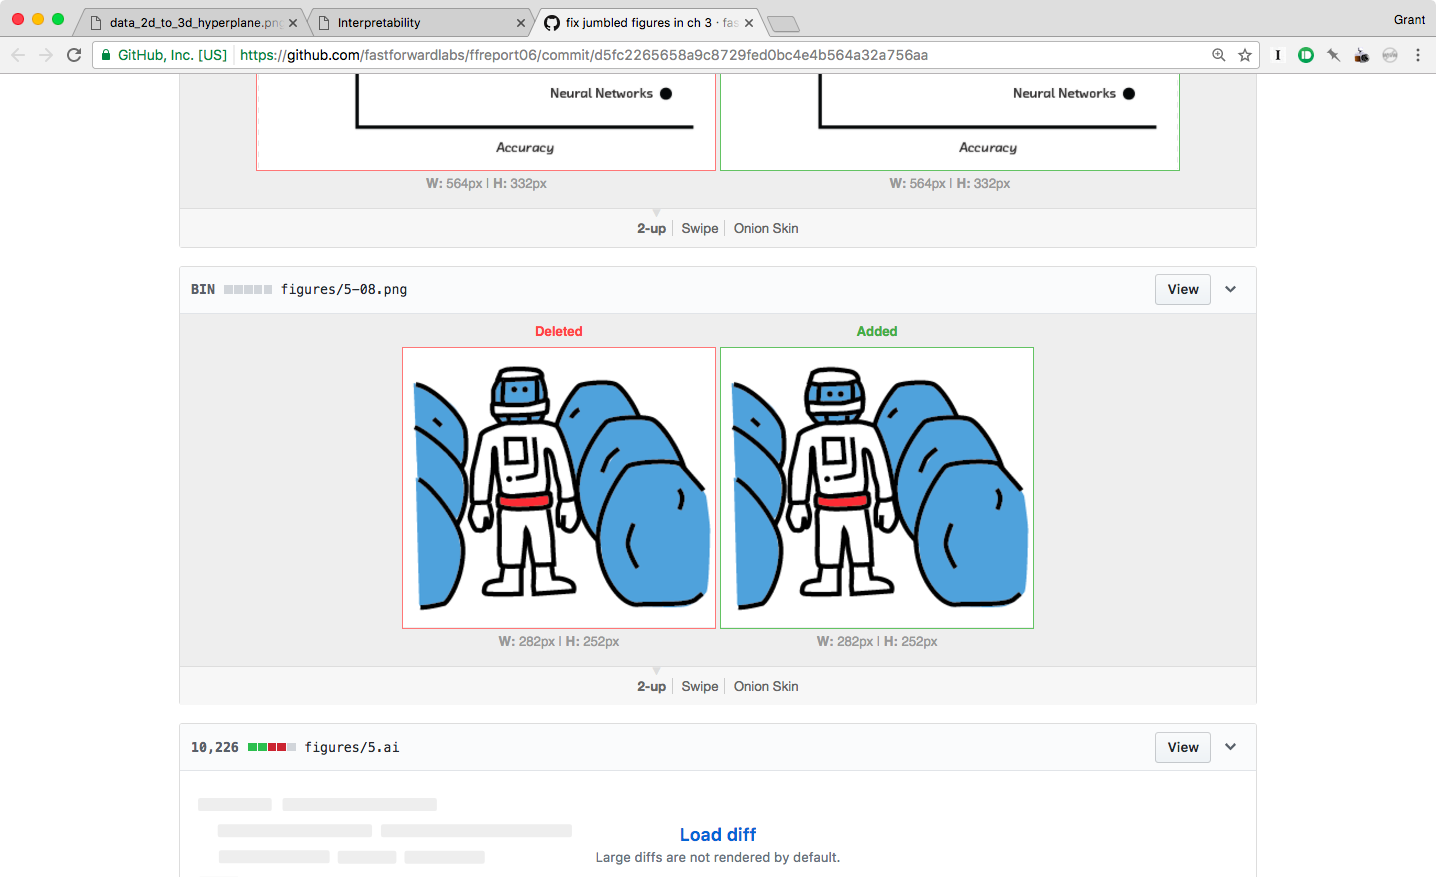 data_2d_to_3d_hyperplane.png
Interpretability
fix jumbled figures in ch 3 · fas
Grant
GitHub, Inc. [US]
https://github.com/fastforwardlabs/ffreport06/commit/d5fc2265658a9c8729fed0bc4e4b564a32a756aa
Neural Networks
Neural Networks
Accuracy
Accuracy
W: 564px | H: 332px
W: 564px | H: 332px
2-up
Swipe
Onion Skin
BIN
figures/5-08.png
View
Deleted
Added
W: 282px | H: 252px
W: 282px | H: 252px
2-up
Swipe
Onion Skin
10,226
figures/5.ai
View
Load diff
Large diffs are not rendered by default.